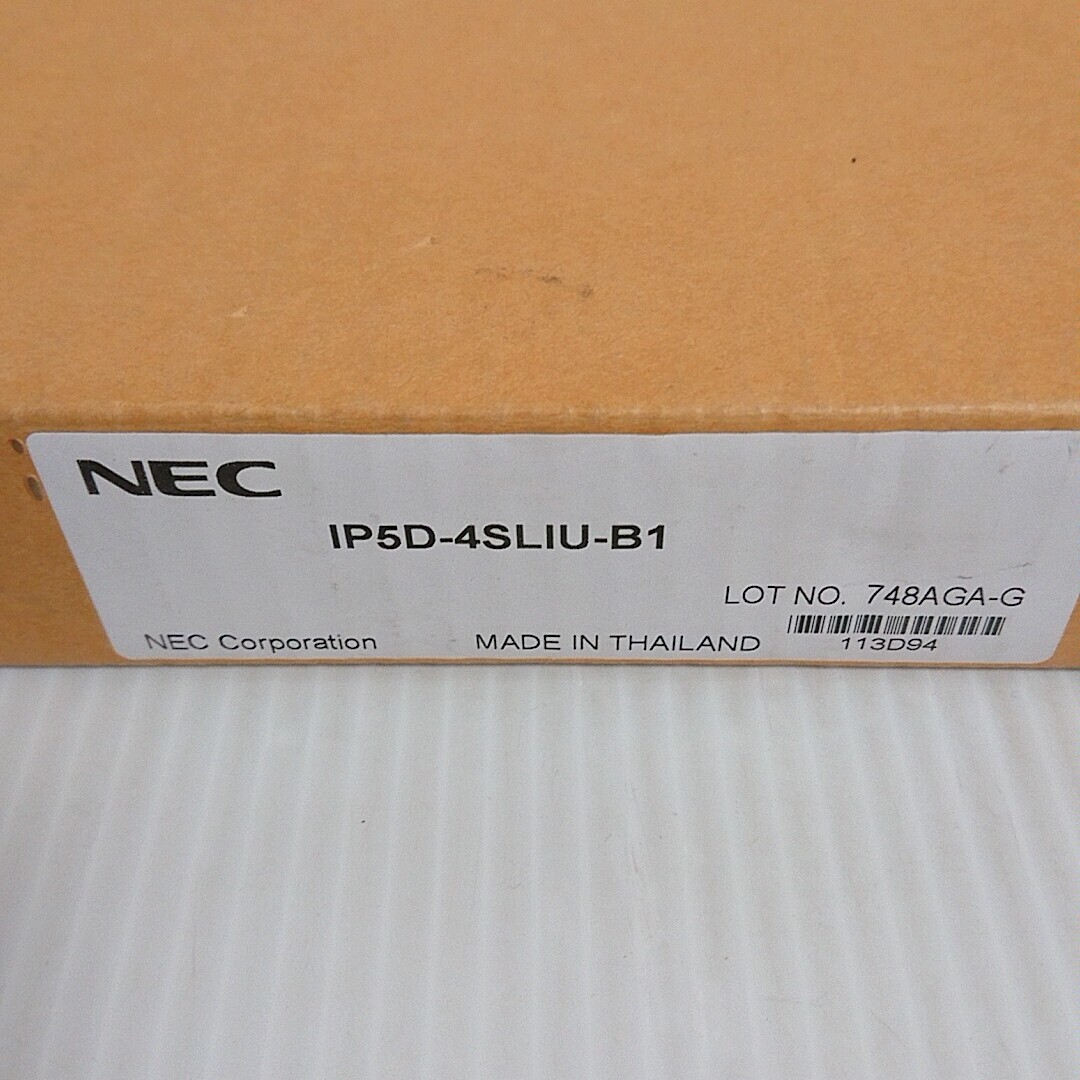 NEC
IP5D-4SLIU-B1
LOT NO. 748AGA-G
NEC Corporation MADE IN THAILAND 113D94